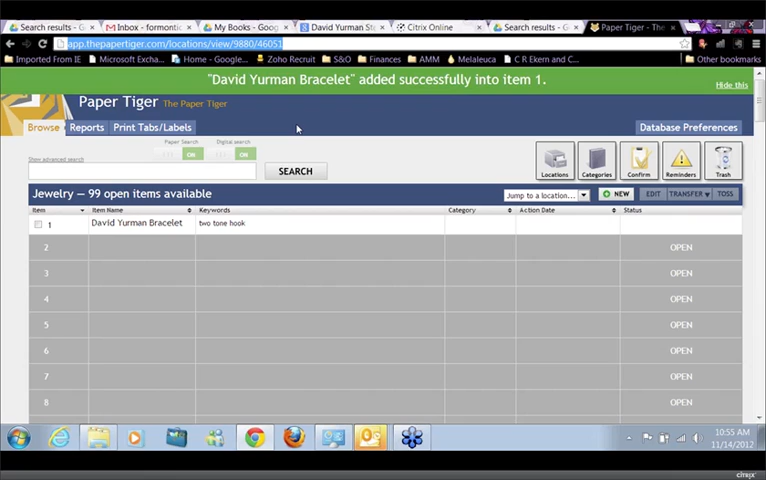 Search results - G
Inbox - formontic
My Books - Goog
David Yurman Ste
Citrix Online
Search results - G
Paper Tiger - The Pa
app.thepapertiger.com/locations/view/9880/46051
Imported From IE
Microsoft Excha...
Home - Google...
Zoho Recruit
S&O
Finances
AMM
Melaleuca
C R Ekern and C...
Other bookmarks
"David Yurman Bracelet" added successfully into item 1.
Hide this
Paper Tiger The Paper Tiger
Browse
Reports
Print Tabs/Labels
Database Preferences
Paper Search
Digital search
ON
ON
Show advanced search
SEARCH
Locations
Categories
Confirm
Reminders
Trash
Jewelry — 99 open items available
Jump to a location...
NEW
EDIT
TRANSFER
TOSS
Item
Item Name
Keywords
Category
Action Date
Status
1
David Yurman Bracelet
two tone hook
2
OPEN
3
OPEN
4
OPEN
5
OPEN
6
OPEN
7
OPEN
8
OPEN
10:55 AM
11/14/2012
citrix